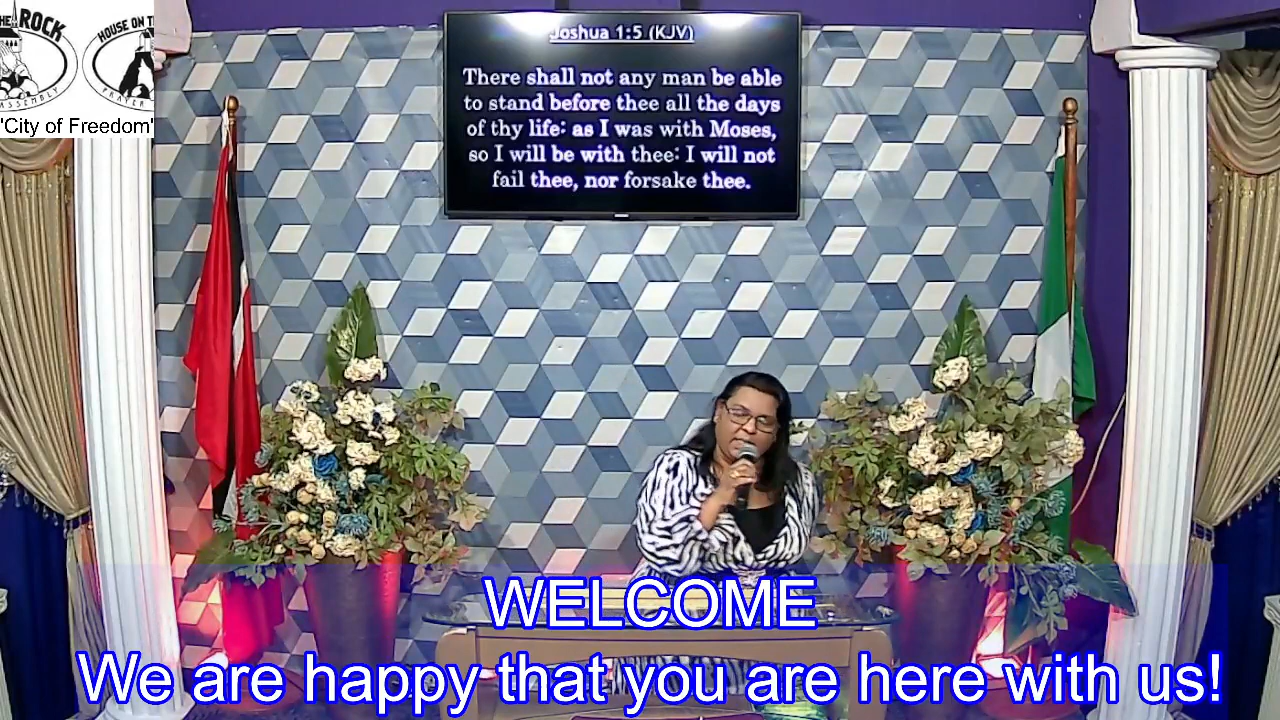 THE ROCK
ASSEMBLY
HOUSE ON T
PRAYER
"City of Freedom"
Joshua 1:5 (KJV)
There shall not any man be able
to stand before thee all the days
of thy life: as I was with Moses,
so I will be with thee: I will not
fail thee, nor forsake thee.
WELCOME
We are happy that you are here with us!